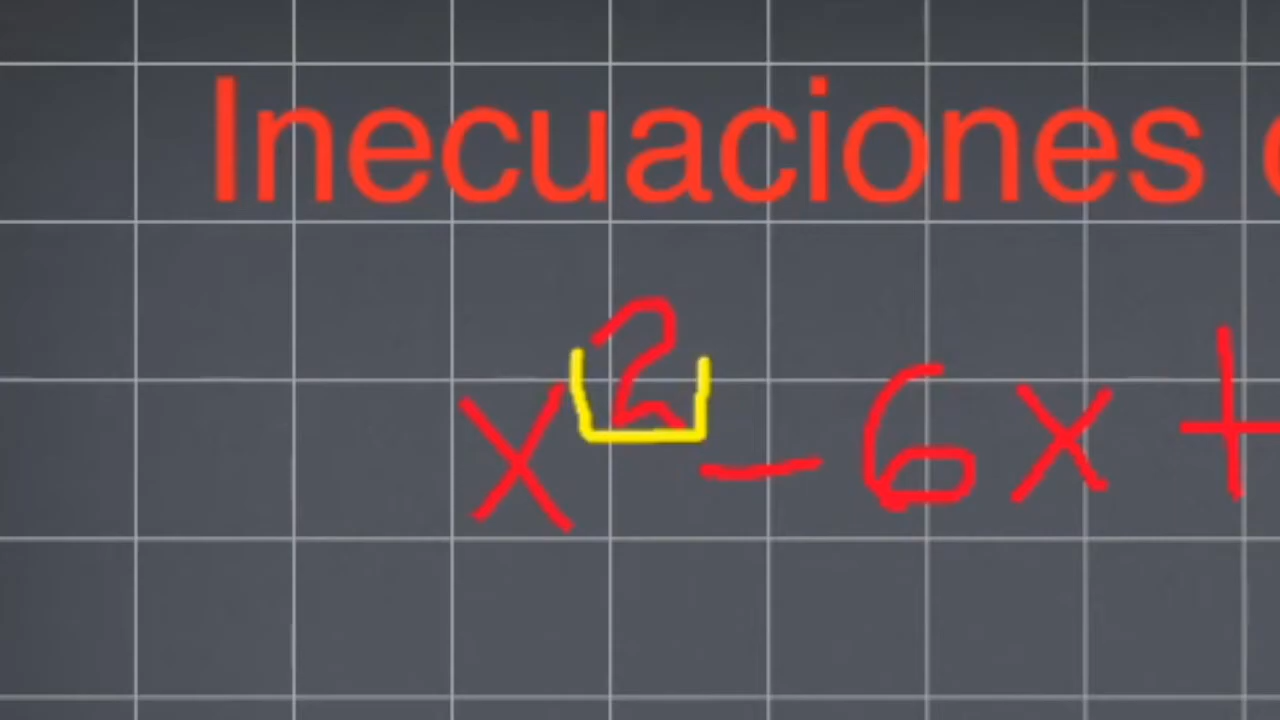 Inecuaciones
x² - 6x +